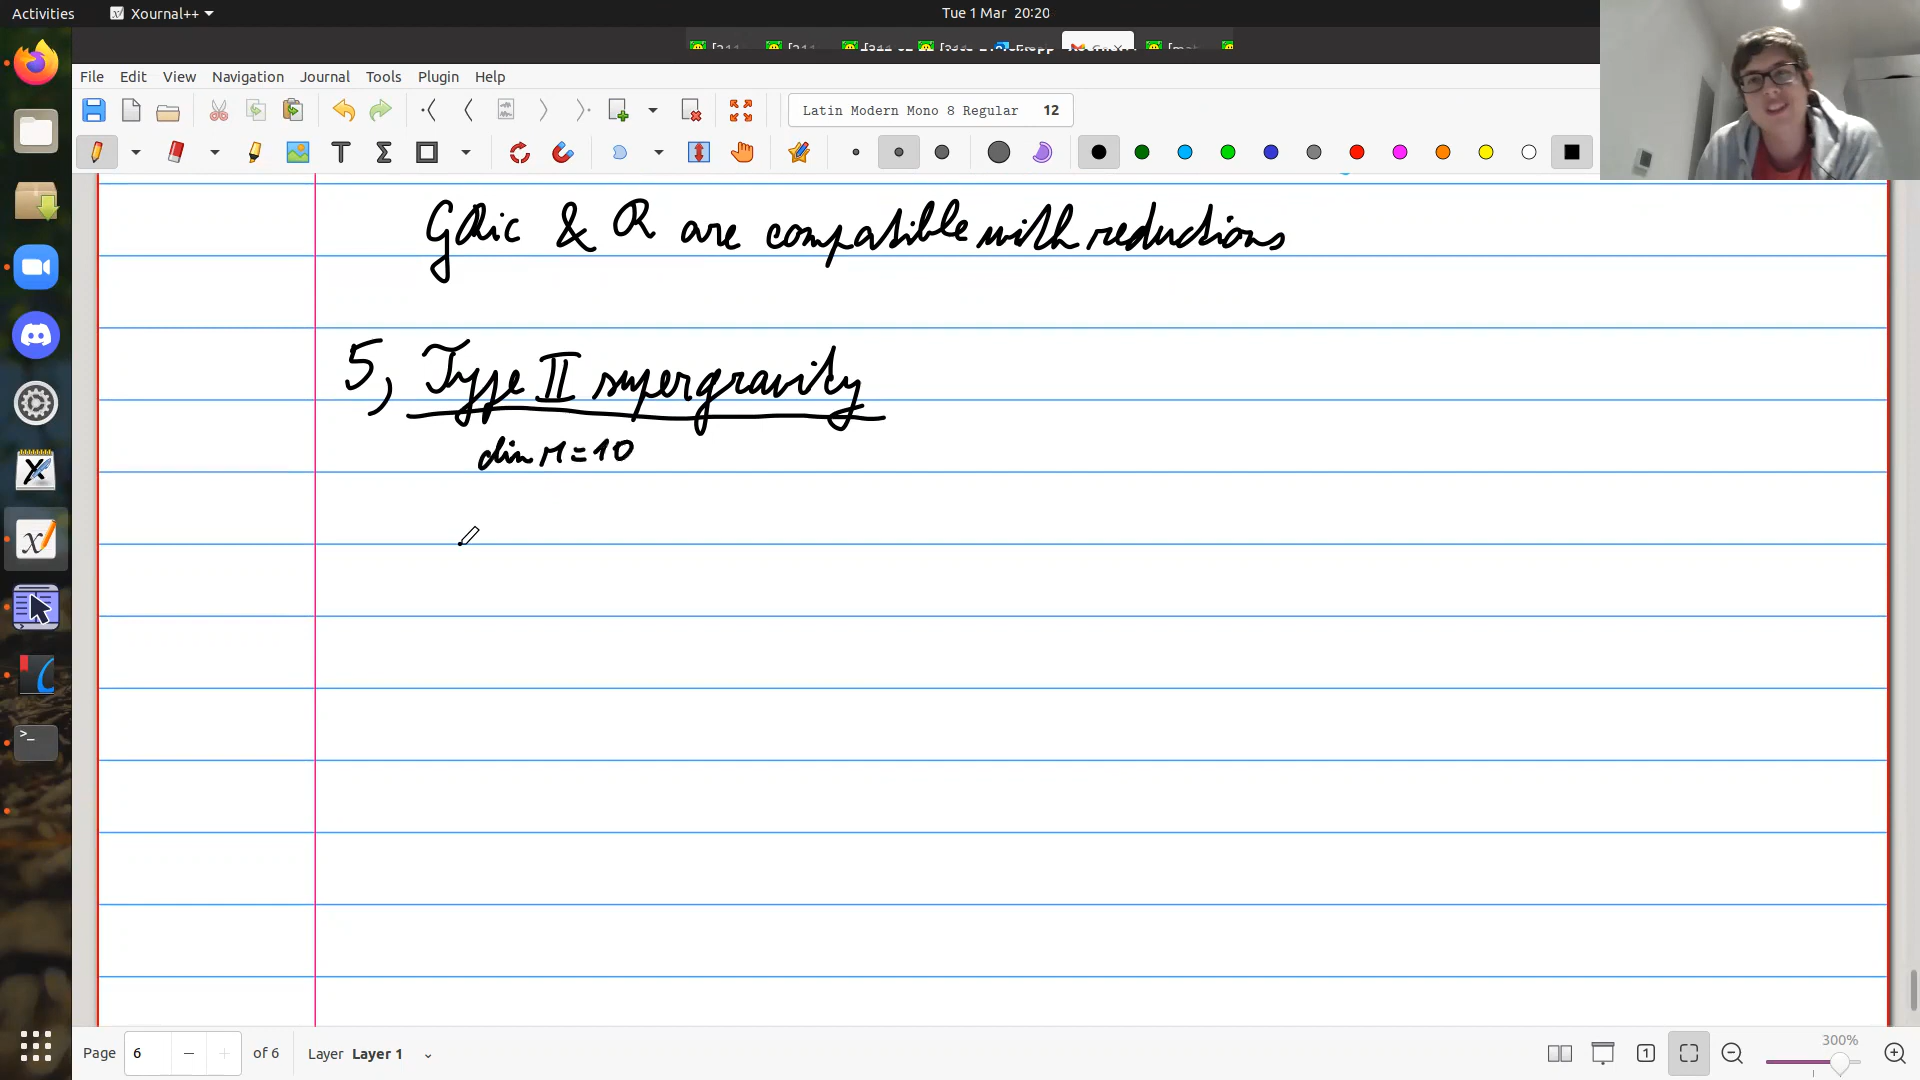 Activities Xournal++ Tue 1 Mar 20:20
File Edit View Navigation Journal Tools Plugin Help
Latin Modern Mono 8 Regular 12
GRic & R are compatible with reductions
5, Type II supergravity
dim M = 10
Page 6 of 6 Layer Layer 1 300%